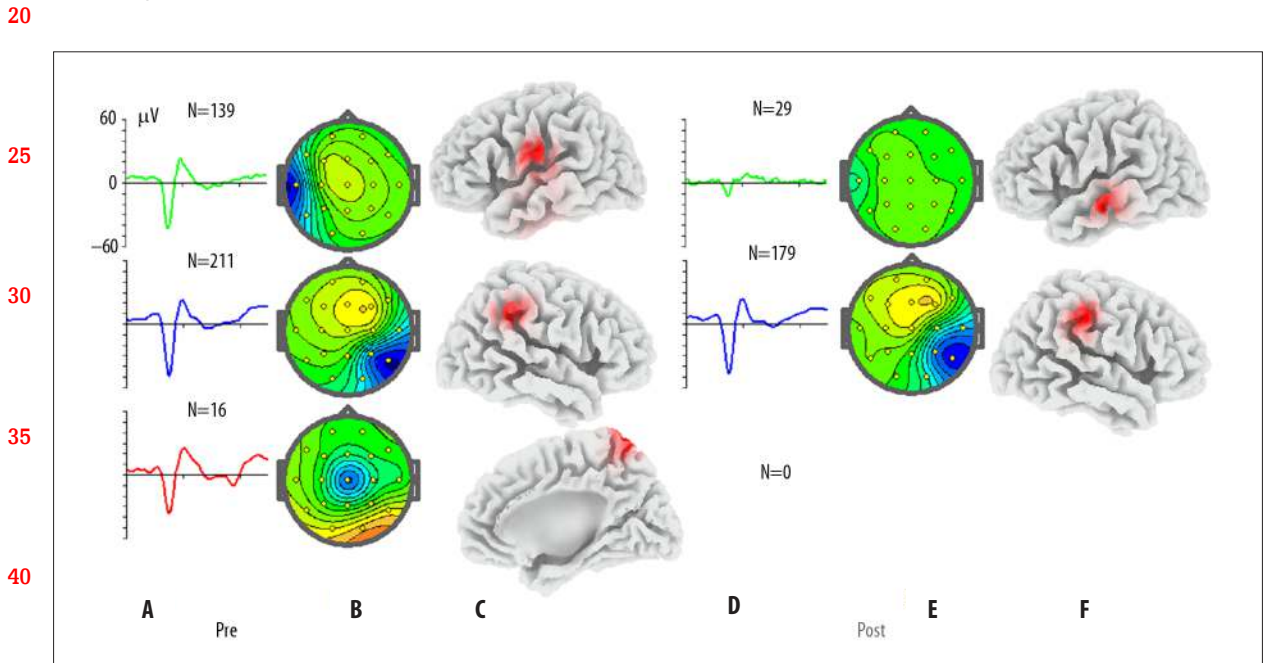 20
25
30
35
40
60 μV N=139
0
−60
N=211
N=16
N=29
N=179
N=0
A B C D E F
Pre Post